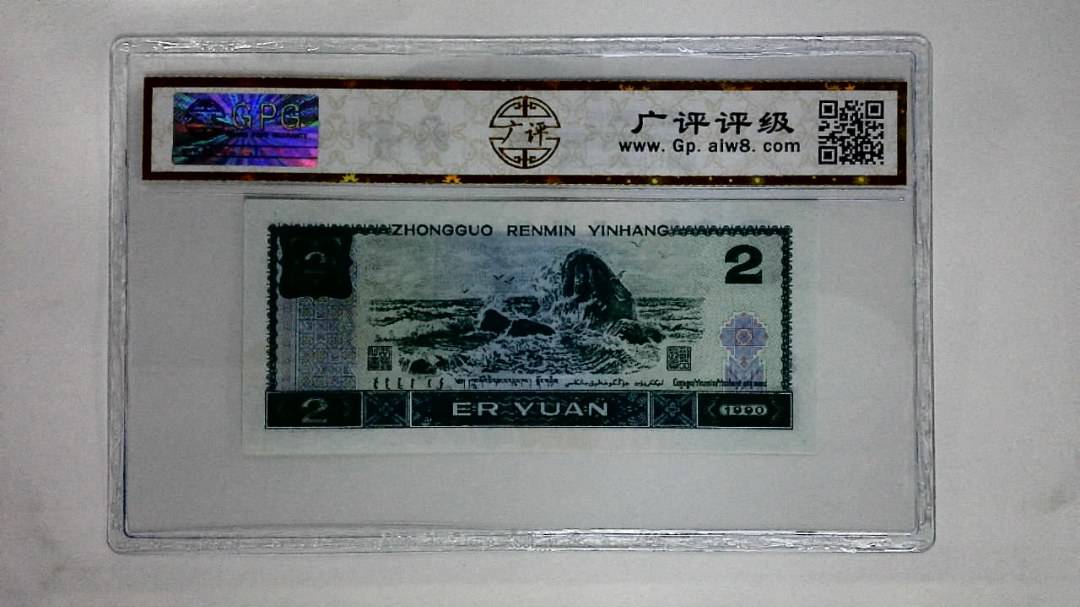 GPG
广评
广评评级
www.Gp.alw8.com
ZHONGGUO RENMIN YINHANG
2
2
2
ER YUAN
1990